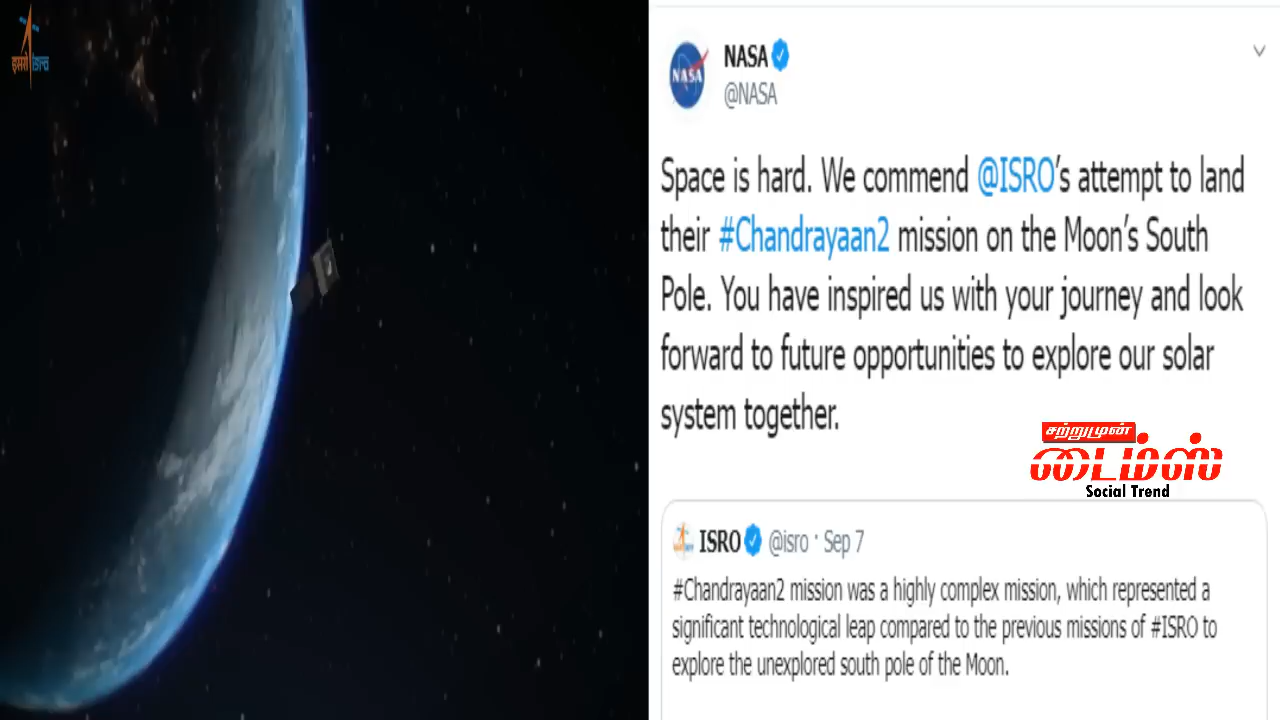 इसरो isro
NASA
NASA
@NASA
Space is hard. We commend @ISRO's attempt to land
their #Chandrayaan2 mission on the Moon's South
Pole. You have inspired us with your journey and look
forward to future opportunities to explore our solar
system together.
சற்றுமுன்
டைம்ஸ்
Social Trend
ISRO @isro · Sep 7
#Chandrayaan2 mission was a highly complex mission, which represented a
significant technological leap compared to the previous missions of #ISRO to
explore the unexplored south pole of the Moon.